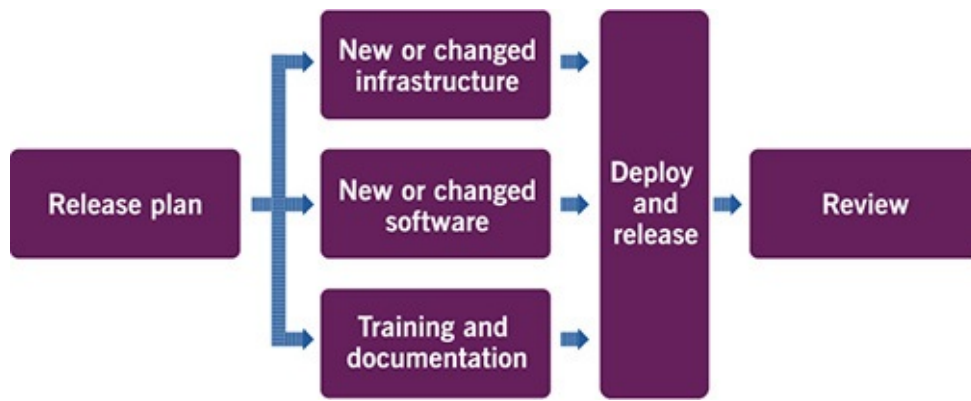 Release plan
New or changed
infrastructure
New or changed
software
Training and
documentation
Deploy
and
release
Review